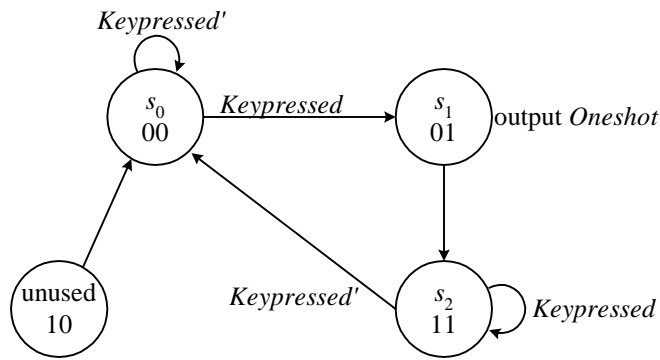 Keypressed'
s0
00
Keypressed
s1
01
output Oneshot
unused
10
Keypressed'
s2
11
Keypressed